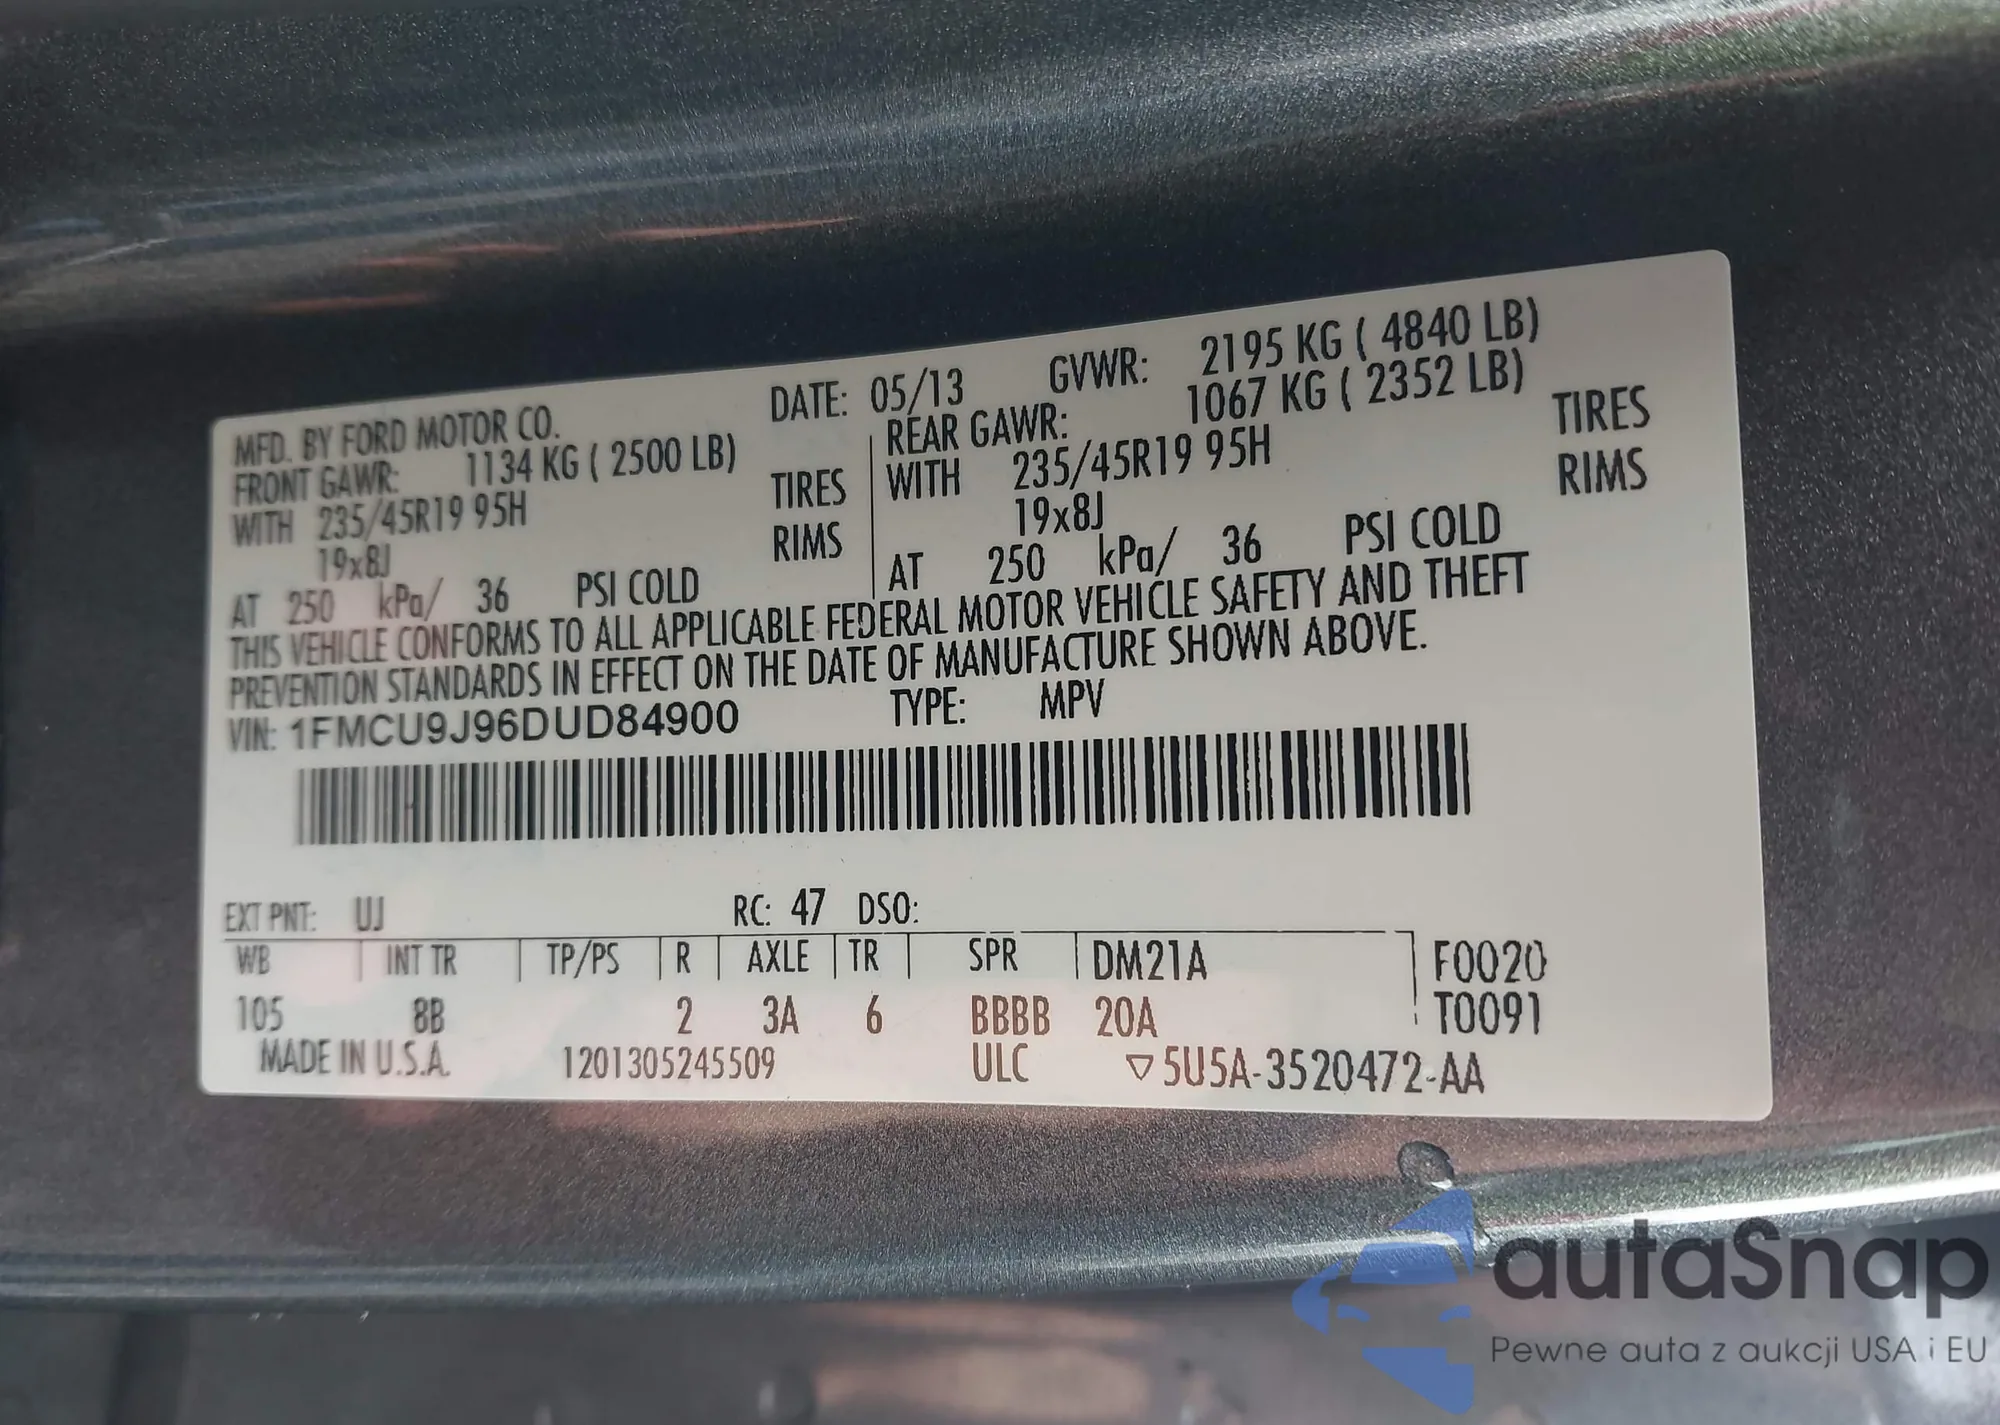 MFD. BY FORD MOTOR CO. DATE: 05/13 GVWR: 2195 KG ( 4840 LB)
FRONT GAWR: 1134 KG ( 2500 LB) REAR GAWR: 1067 KG ( 2352 LB)
WITH 235/45R19 95H TIRES WITH 235/45R19 95H TIRES
19x8J RIMS 19x8J RIMS
AT 250 kPa/ 36 PSI COLD AT 250 kPa/ 36 PSI COLD
THIS VEHICLE CONFORMS TO ALL APPLICABLE FEDERAL MOTOR VEHICLE SAFETY AND THEFT
PREVENTION STANDARDS IN EFFECT ON THE DATE OF MANUFACTURE SHOWN ABOVE.
VIN: 1FMCU9J96DUD84900 TYPE: MPV
EXT PNT: UJ RC: 47 DSO:
WB INT TR TP/PS R AXLE TR SPR DM21A F0020
105 8B 2 3A 6 BBBB 20A T0091
MADE IN U.S.A. 1201305245509 ULC ▽5U5A-3520472-AA
autaSnap
Pewne auta z aukcji USA i EU